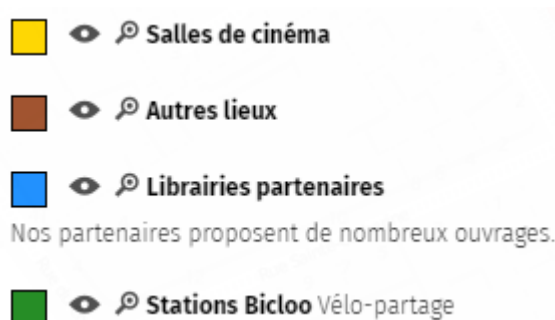 Salles de cinéma
Autres lieux
Librairies partenaires
Nos partenaires proposent de nombreux ouvrages.
Stations Bicloo Vélo-partage